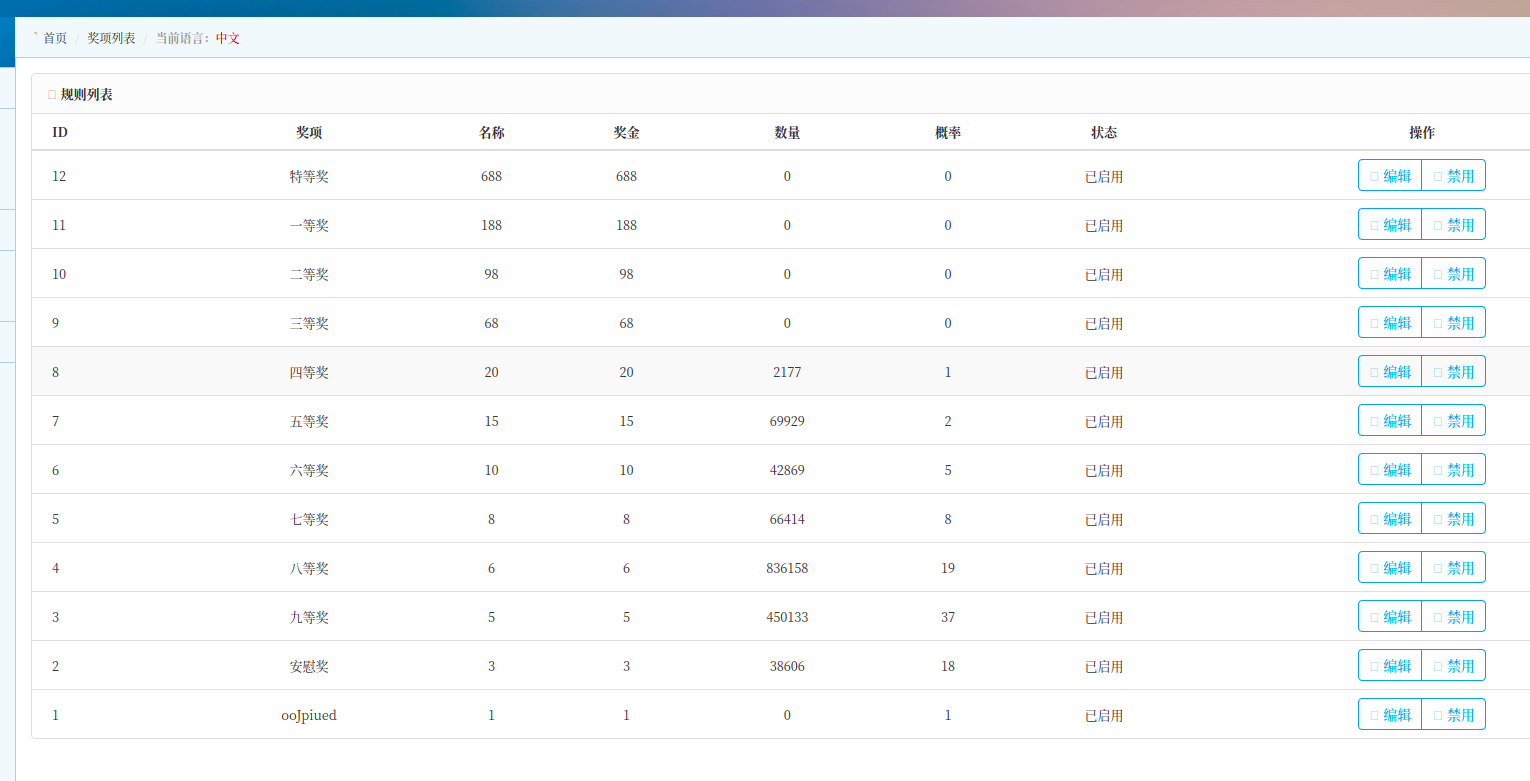 首页 / 奖项列表 / 当前语言：中文
规则列表
ID 奖项 名称 奖金 数量 概率 状态 操作
12 特等奖 688 688 0 0 已启用 编辑 禁用
11 一等奖 188 188 0 0 已启用 编辑 禁用
10 二等奖 98 98 0 0 已启用 编辑 禁用
9 三等奖 68 68 0 0 已启用 编辑 禁用
8 四等奖 20 20 2177 1 已启用 编辑 禁用
7 五等奖 15 15 69929 2 已启用 编辑 禁用
6 六等奖 10 10 42869 5 已启用 编辑 禁用
5 七等奖 8 8 66414 8 已启用 编辑 禁用
4 八等奖 6 6 836158 19 已启用 编辑 禁用
3 九等奖 5 5 450133 37 已启用 编辑 禁用
2 安慰奖 3 3 38606 18 已启用 编辑 禁用
1 ooJpiued 1 1 0 1 已启用 编辑 禁用